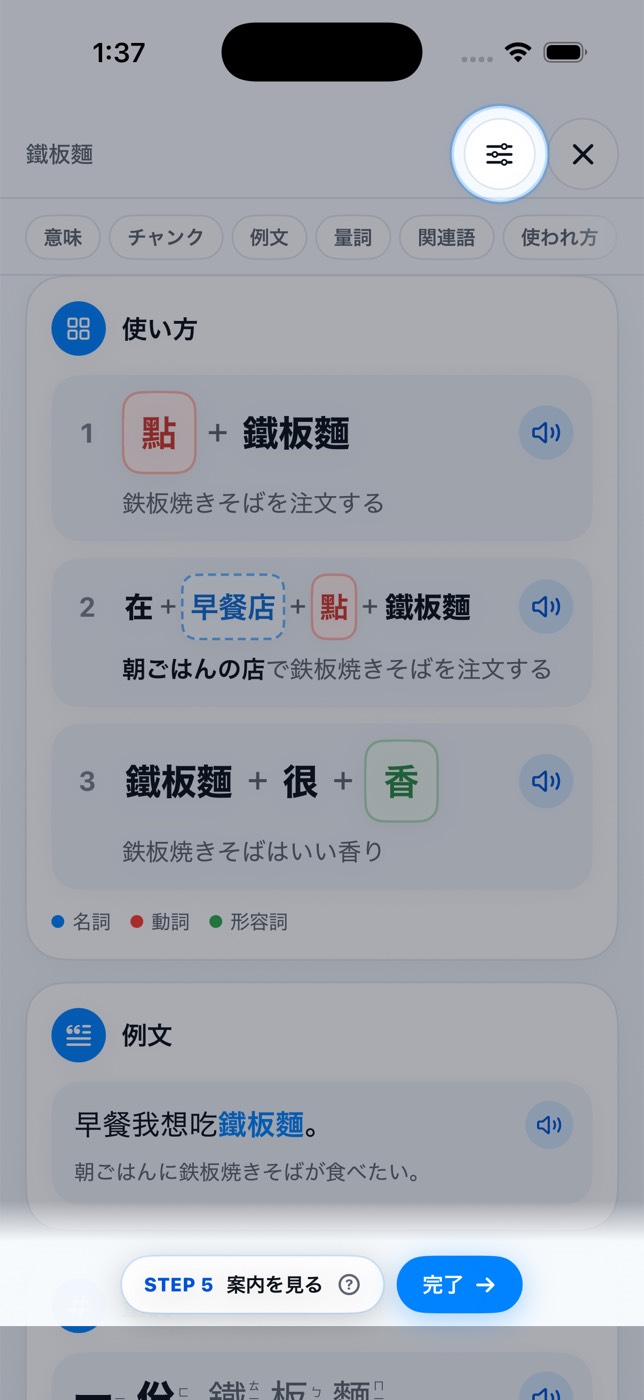 1:37
鐵板麵
意味 チャンク 例文 量詞 関連語 使われ方
使い方
1 點 + 鐵板麵
鉄板焼きそばを注文する
2 在 + 早餐店 + 點 + 鐵板麵
朝ごはんの店で鉄板焼きそばを注文する
3 鐵板麵 + 很 + 香
鉄板焼きそばはいい香り
名詞 動詞 形容詞
例文
早餐我想吃鐵板麵。
朝ごはんに鉄板焼きそばが食べたい。
STEP 5 案内を見る ? 完了 →
一份鐵板麵